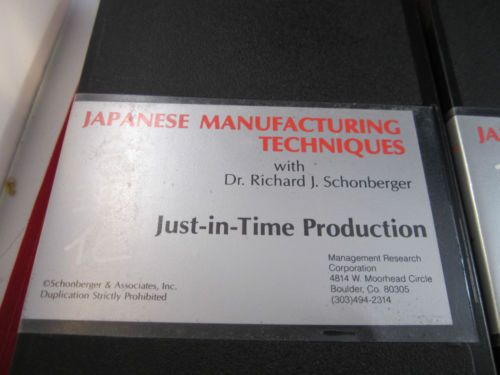 JAPANESE MANUFACTURING
TECHNIQUES
with
Dr. Richard J. Schonberger
Just-in-Time Production
Management Research
Corporation
4814 W. Moorhead Circle
Boulder, Co. 80305
(303)494-2314
©Schonberger & Associates, Inc.
Duplication Strictly Prohibited